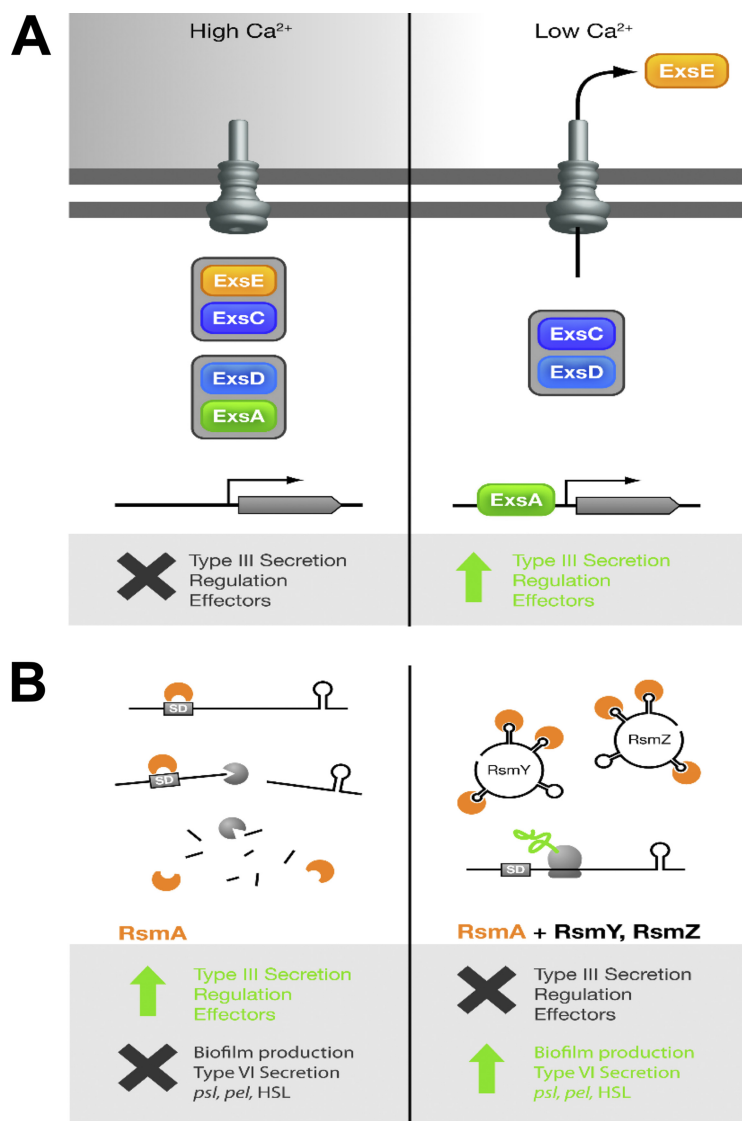 A
High Ca²⁺
Low Ca²⁺
ExsE
ExsE
ExsC
ExsD
ExsA
ExsC
ExsD
ExsA
Type III Secretion
Regulation
Effectors
Type III Secretion
Regulation
Effectors
B
SD
SD
RsmY
RsmZ
SD
RsmA
RsmA + RsmY, RsmZ
Type III Secretion
Regulation
Effectors
Biofilm production
Type VI Secretion
psl, pel, HSL
Type III Secretion
Regulation
Effectors
Biofilm production
Type VI Secretion
psl, pel, HSL